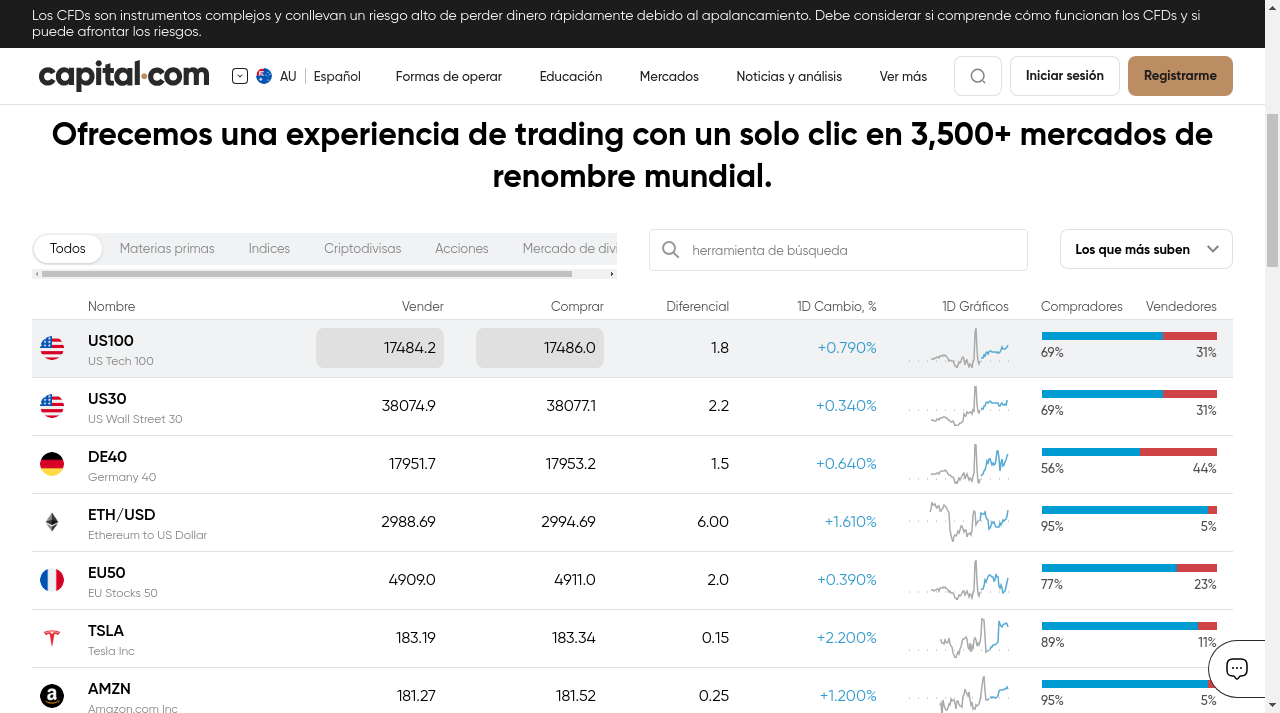 Los CFDs son instrumentos complejos y conllevan un riesgo alto de perder dinero rápidamente debido al apalancamiento. Debe considerar si comprende cómo funcionan los CFDs y si
puede afrontar los riesgos.
capital.com AU Español Formas de operar Educación Mercados Noticias y análisis Ver más Iniciar sesión Registrarme
Ofrecemos una experiencia de trading con un solo clic en 3,500+ mercados de
renombre mundial.
Todos Materias primas Indices Criptodivisas Acciones Mercado de divi herramienta de búsqueda Los que más suben
Nombre Vender Comprar Diferencial 1D Cambio, % 1D Gráficos Compradores Vendedores
US100 17484.2 17486.0 1.8 +0.790%
US Tech 100 69% 31%
US30 38074.9 38077.1 2.2 +0.340%
US Wall Street 30 69% 31%
DE40 17951.7 17953.2 1.5 +0.640%
Germany 40 56% 44%
ETH/USD 2988.69 2994.69 6.00 +1.610%
Ethereum to US Dollar 95% 5%
EU50 4909.0 4911.0 2.0 +0.390%
EU Stocks 50 77% 23%
TSLA 183.19 183.34 0.15 +2.200%
Tesla Inc 89% 11%
AMZN 181.27 181.52 0.25 +1.200%
Amazon.com Inc 95% 5%